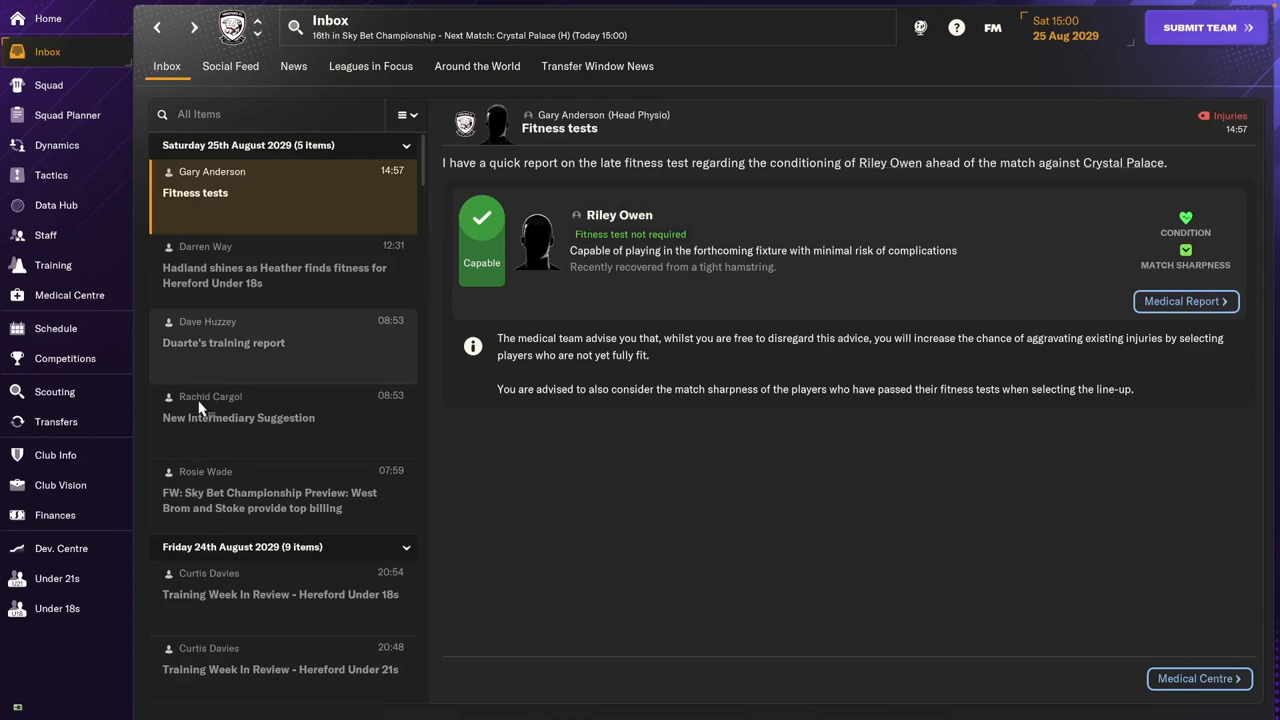 Home
Inbox
Squad
Squad Planner
Dynamics
Tactics
Data Hub
Staff
Training
Medical Centre
Schedule
Competitions
Scouting
Transfers
Club Info
Club Vision
Finances
Dev. Centre
U21
Under 21s
U18
Under 18s
Inbox
16th in Sky Bet Championship - Next Match: Crystal Palace (H) (Today 15:00)
?
FM
Sat 15:00
25 Aug 2029
SUBMIT TEAM
Inbox
Social Feed
News
Leagues in Focus
Around the World
Transfer Window News
All Items
Saturday 25th August 2029 (5 items)
Gary Anderson 14:57
Fitness tests
Darren Way 12:31
Hadland shines as Heather finds fitness for
Hereford Under 18s
Dave Huzzey 08:53
Duarte's training report
Rachid Cargol 08:53
New Intermediary Suggestion
Rosie Wade 07:59
FW: Sky Bet Championship Preview: West
Brom and Stoke provide top billing
Friday 24th August 2029 (9 items)
Curtis Davies 20:54
Training Week In Review - Hereford Under 18s
Curtis Davies 20:48
Training Week In Review - Hereford Under 21s
Gary Anderson (Head Physio)
Fitness tests
Injuries
14:57
I have a quick report on the late fitness test regarding the conditioning of Riley Owen ahead of the match against Crystal Palace.
Capable
Riley Owen
Fitness test not required
Capable of playing in the forthcoming fixture with minimal risk of complications
Recently recovered from a tight hamstring.
CONDITION
MATCH SHARPNESS
Medical Report
The medical team advise you that, whilst you are free to disregard this advice, you will increase the chance of aggravating existing injuries by selecting
players who are not yet fully fit.
You are advised to also consider the match sharpness of the players who have passed their fitness tests when selecting the line-up.
Medical Centre